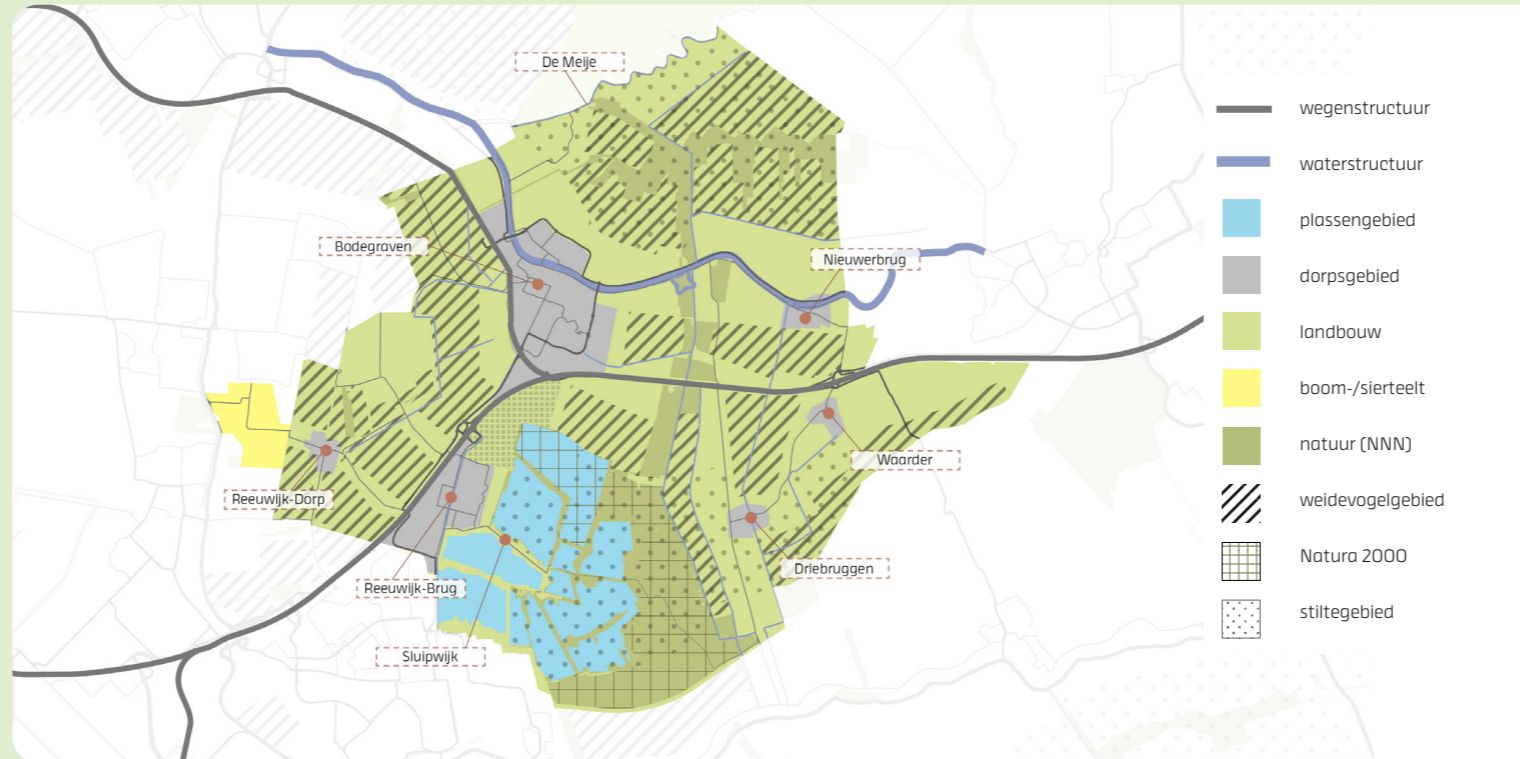 De Meije
Bodegraven
Nieuwerbrug
Reeuwijk-Dorp
Waarder
Reeuwijk-Brug
Driebruggen
Sluipwijk
wegenstructuur
waterstructuur
plassengebied
dorpsgebied
landbouw
boom-/sierteelt
natuur (NNN)
weidevogelgebied
Natura 2000
stiltegebied